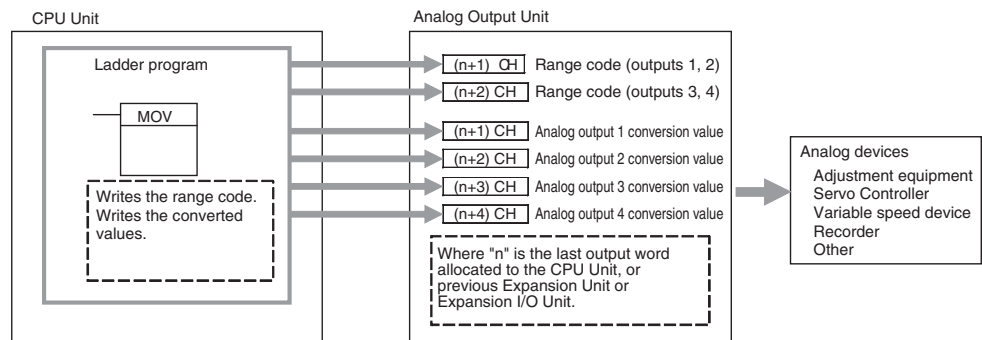 CPU Unit
Analog Output Unit
Ladder program
MOV
Writes the range code.
Writes the converted
values.
(n+1) CH Range code (outputs 1, 2)
(n+2) CH Range code (outputs 3, 4)
(n+1) CH Analog output 1 conversion value
(n+2) CH Analog output 2 conversion value
(n+3) CH Analog output 3 conversion value
(n+4) CH Analog output 4 conversion value
Where "n" is the last output word
allocated to the CPU Unit, or
previous Expansion Unit or
Expansion I/O Unit.
Analog devices
Adjustment equipment
Servo Controller
Variable speed device
Recorder
Other